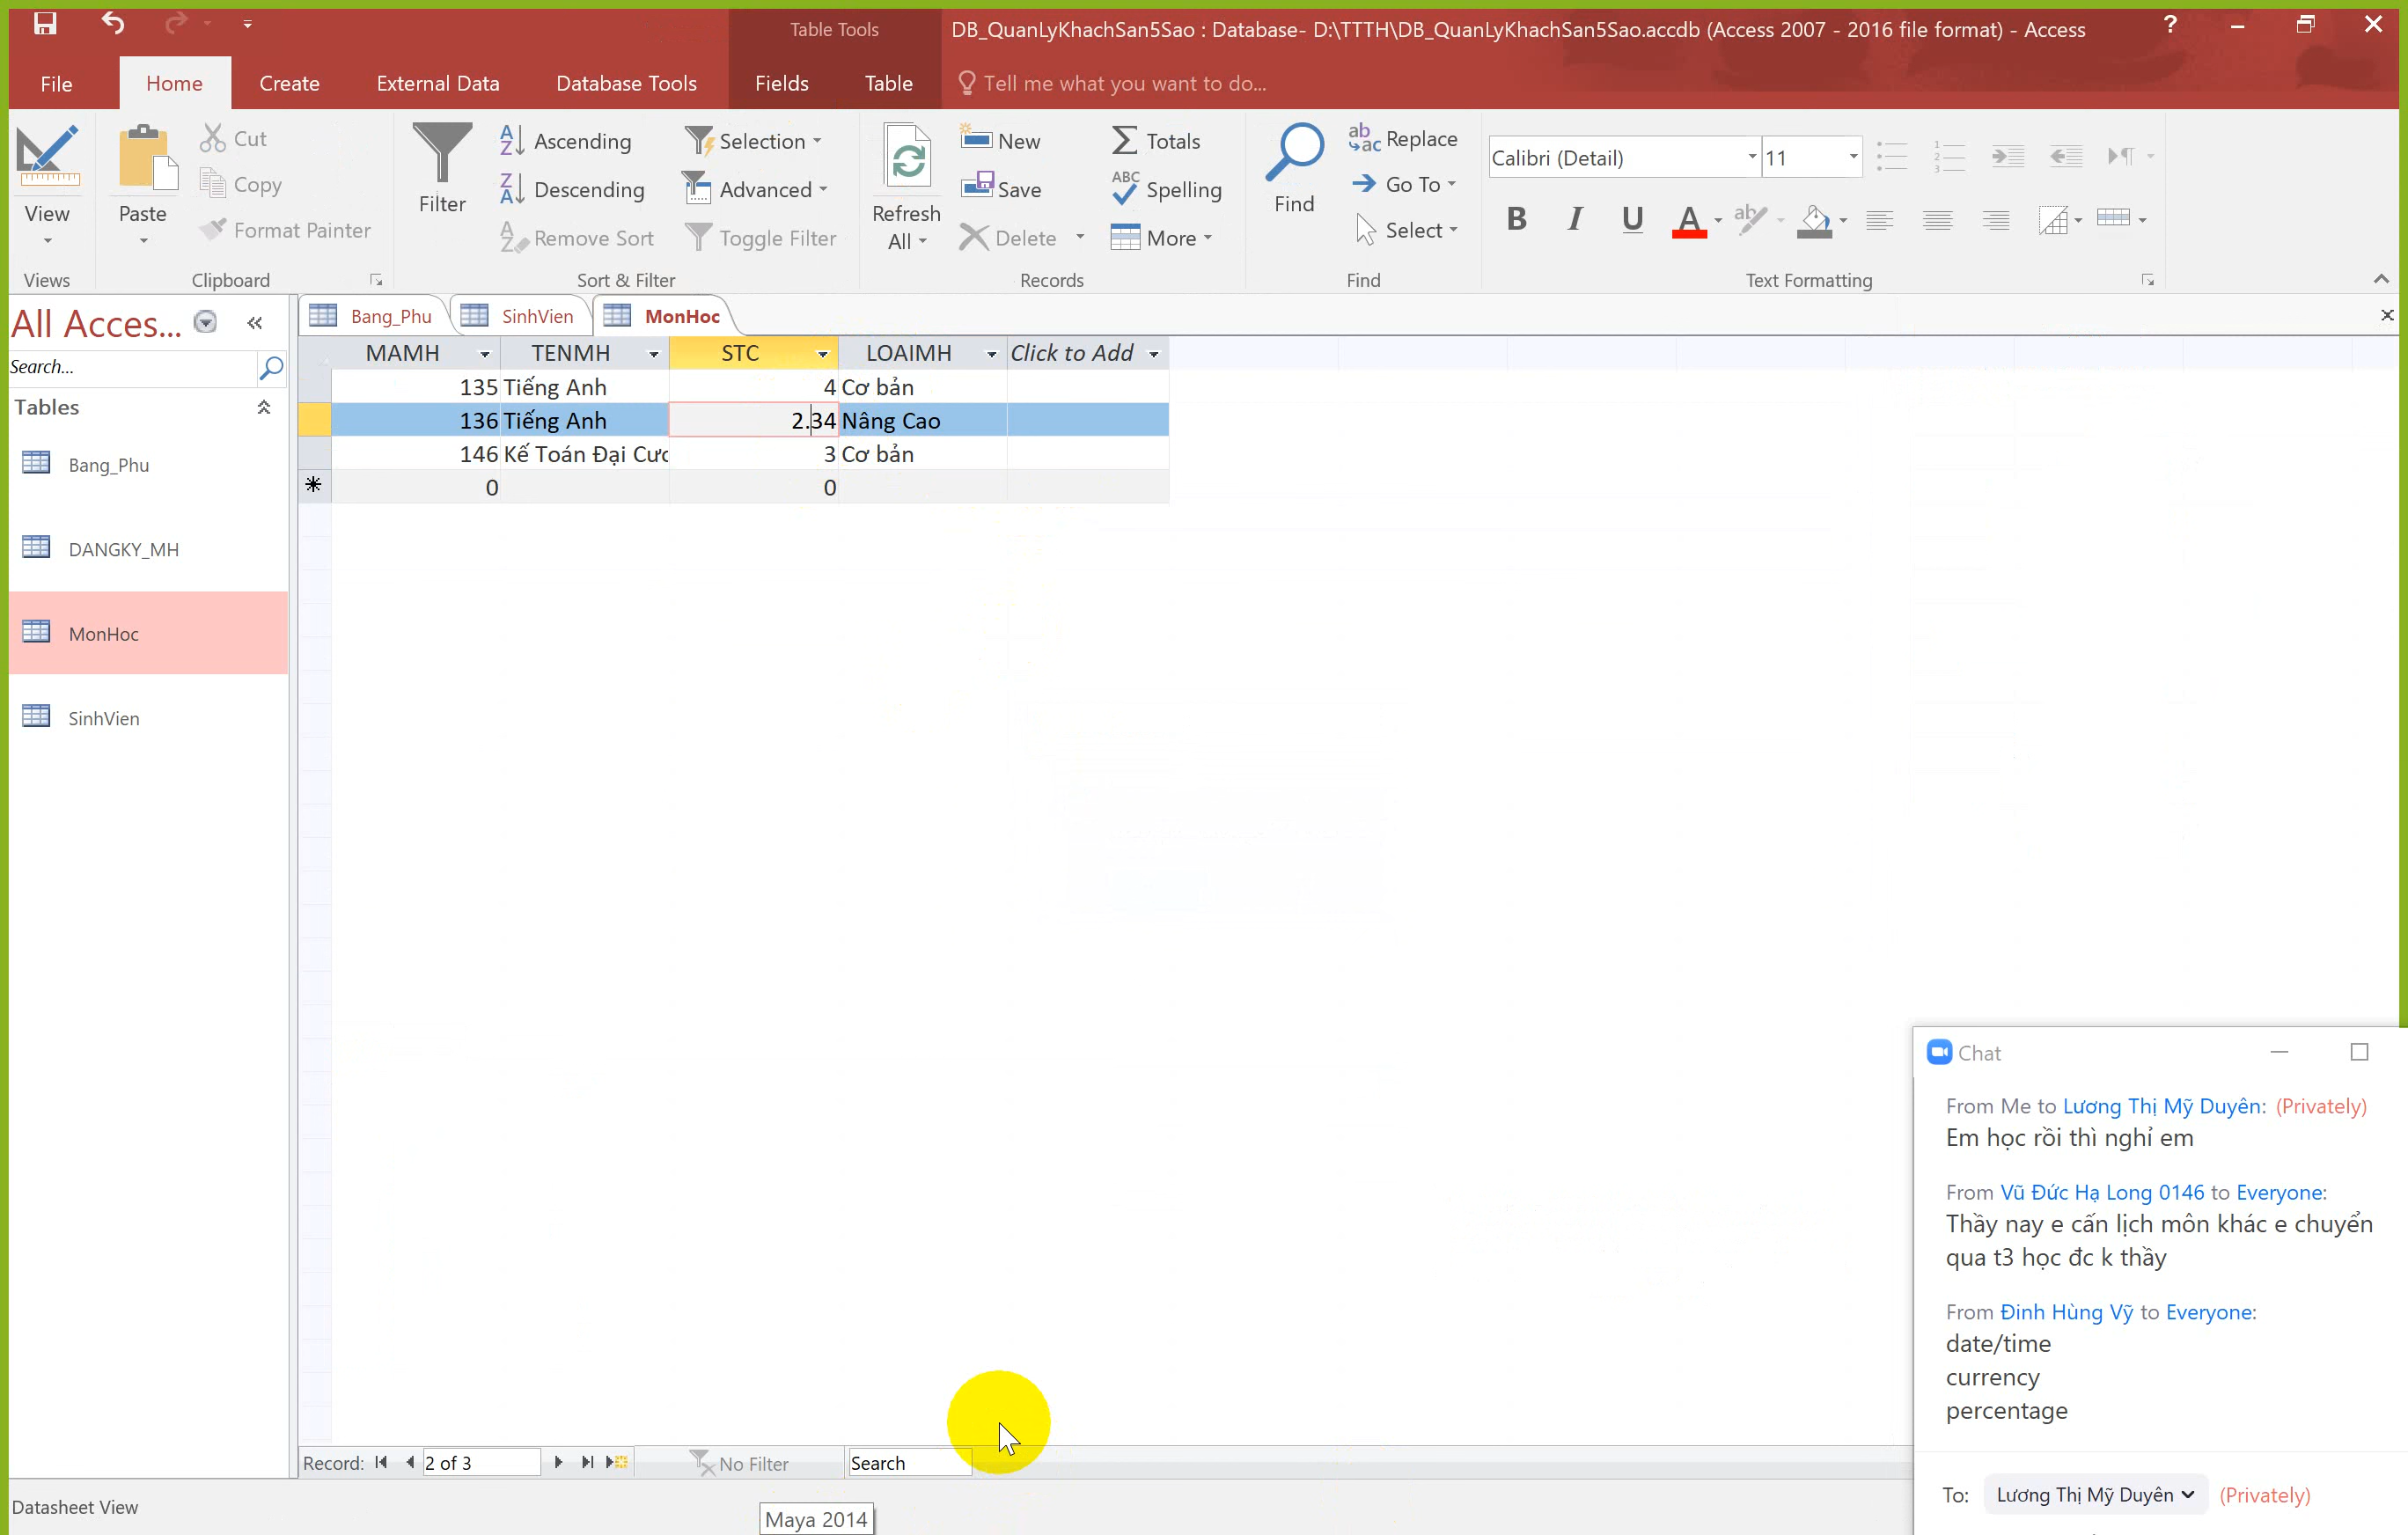 Table Tools
DB_QuanLyKhachSan5Sao : Database- D:\TTTH\DB_QuanLyKhachSan5Sao.accdb (Access 2007 - 2016 file format) - Access
?
File Home Create External Data Database Tools Fields Table Tell me what you want to do...
View
Views
Paste
Cut
Copy
Format Painter
Clipboard
Filter
Ascending
Descending
Remove Sort
Selection
Advanced
Toggle Filter
Sort & Filter
Refresh
All
New
Save
Delete
Totals
Spelling
More
Records
Find
Replace
Go To
Select
Find
Calibri (Detail) 11
B I U A
Text Formatting
All Acces...
Search...
Tables
Bang_Phu
DANGKY_MH
MonHoc
SinhVien
Bang_Phu SinhVien MonHoc
MAMH TENMH STC LOAIMH Click to Add
135 Tiếng Anh 4 Cơ bản
136 Tiếng Anh 2.34 Nâng Cao
146 Kế Toán Đại Cươ 3 Cơ bản
0 0
Record: 2 of 3 No Filter Search
Datasheet View
Maya 2014
Chat
From Me to Lương Thị Mỹ Duyên: (Privately)
Em học rồi thì nghỉ em
From Vũ Đức Hạ Long 0146 to Everyone:
Thầy nay e cấn lịch môn khác e chuyển
qua t3 học đc k thầy
From Đinh Hùng Vỹ to Everyone:
date/time
currency
percentage
To: Lương Thị Mỹ Duyên (Privately)